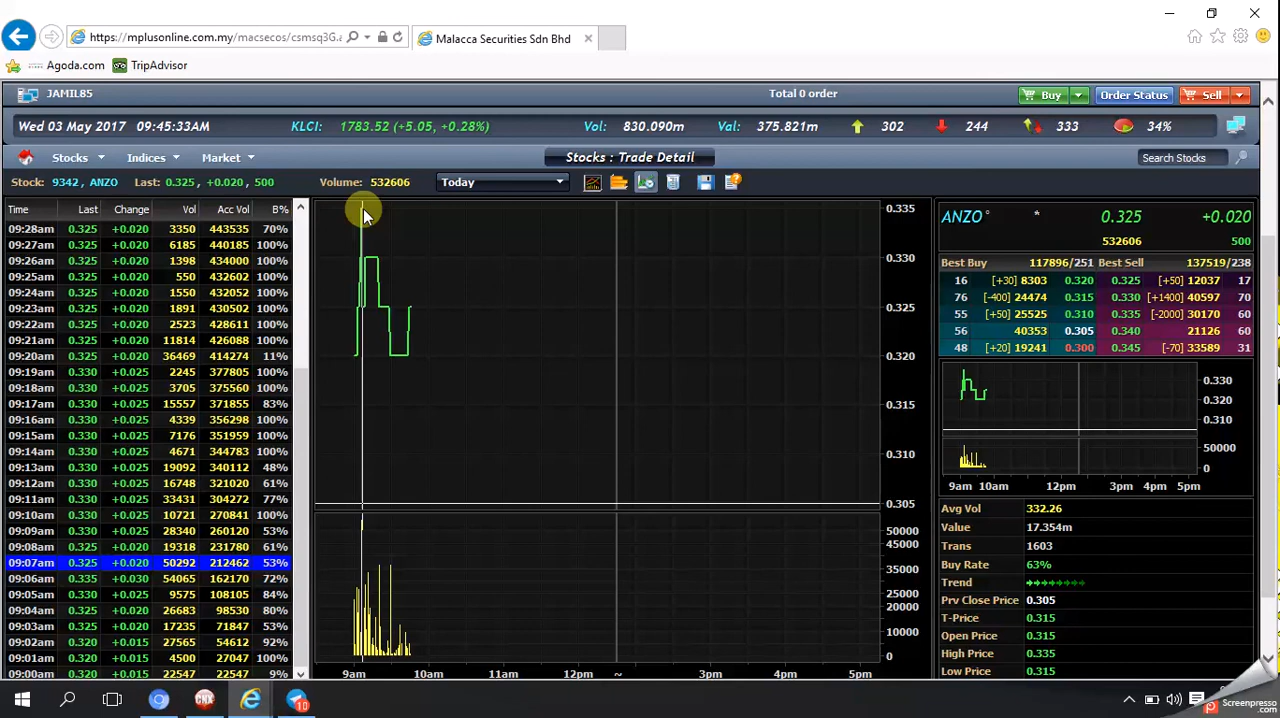 https://mplusonline.com.my/macsecos/csmsq3G.a
Malacca Securities Sdn Bhd
Agoda.com TripAdvisor
JAMIL85 Total 0 order Buy Order Status Sell
Wed 03 May 2017 09:45:33AM KLCI: 1783.52 (+5.05, +0.28%) Vol: 830.090m Val: 375.821m 302 244 333 34%
Stocks Indices Market Stocks : Trade Detail Search Stocks
Stock: 9342, ANZO Last: 0.325, +0.020, 500 Volume: 532606 Today
Time Last Change Vol Acc Vol B%
09:28am 0.325 +0.020 3350 443535 70%
09:27am 0.325 +0.020 6185 440185 100%
09:26am 0.325 +0.020 1398 434000 100%
09:25am 0.325 +0.020 550 432602 100%
09:24am 0.325 +0.020 1550 432052 100%
09:23am 0.325 +0.020 1891 430502 100%
09:22am 0.325 +0.020 2523 428611 100%
09:21am 0.325 +0.020 11814 426088 100%
09:20am 0.325 +0.020 36469 414274 11%
09:19am 0.325 +0.020 2245 377805 100%
09:18am 0.330 +0.025 3705 375560 100%
09:17am 0.330 +0.025 15557 371855 83%
09:16am 0.330 +0.025 4339 356298 100%
09:15am 0.330 +0.025 7176 351959 100%
09:14am 0.330 +0.025 4671 344783 100%
09:13am 0.330 +0.025 19092 340112 48%
09:12am 0.330 +0.025 16748 321020 61%
09:11am 0.330 +0.025 33431 304272 77%
09:10am 0.330 +0.025 10721 270841 100%
09:09am 0.325 +0.020 28340 260120 53%
09:08am 0.325 +0.020 19318 231780 61%
09:07am 0.325 +0.020 50292 212462 53%
09:06am 0.335 +0.030 54065 162170 72%
09:05am 0.330 +0.025 9575 108105 84%
09:04am 0.325 +0.020 26683 98530 80%
09:03am 0.325 +0.020 17235 71847 53%
09:02am 0.320 +0.015 27565 54612 92%
09:01am 0.320 +0.015 4500 27047 100%
09:00am 0.320 +0.015 22547 22547 9%
0.335
0.330
0.325
0.320
0.315
0.310
0.305
50000
45000
35000
25000
20000
10000
0
9am 10am 11am 12pm ~ 3pm 4pm 5pm
ANZO ° * 0.325 +0.020
532606 500
Best Buy 117896/251 Best Sell 137519/238
16 [+30] 8303 0.320 0.325 [+50] 12037 17
76 [-400] 24474 0.315 0.330 [+1400] 40597 70
55 [+50] 25525 0.310 0.335 [-2000] 30170 60
56 40353 0.305 0.340 21126 60
48 [+20] 19241 0.300 0.345 [-70] 33589 31
0.330
0.320
0.310
50000
0
9am 10am 12pm 3pm 4pm 5pm
Avg Vol 332.26
Value 17.354m
Trans 1603
Buy Rate 63%
Trend
Prv Close Price 0.305
T-Price 0.315
Open Price 0.315
High Price 0.335
Low Price 0.315
CNX
10
Screenpresso
.com